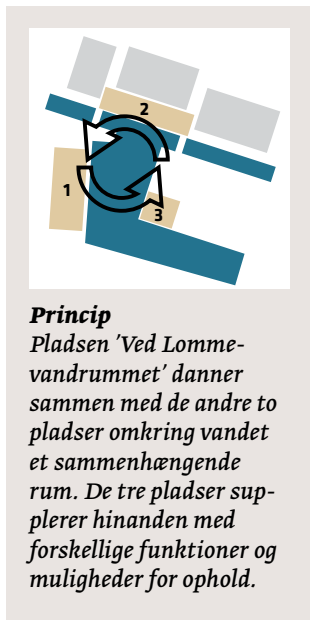 2
1
3
Princip
Pladsen ’Ved Lomme-
vandrummet’ danner
sammen med de andre to
pladser omkring vandet
et sammenhængende
rum. De tre pladser sup-
plerer hinanden med
forskellige funktioner og
muligheder for ophold.